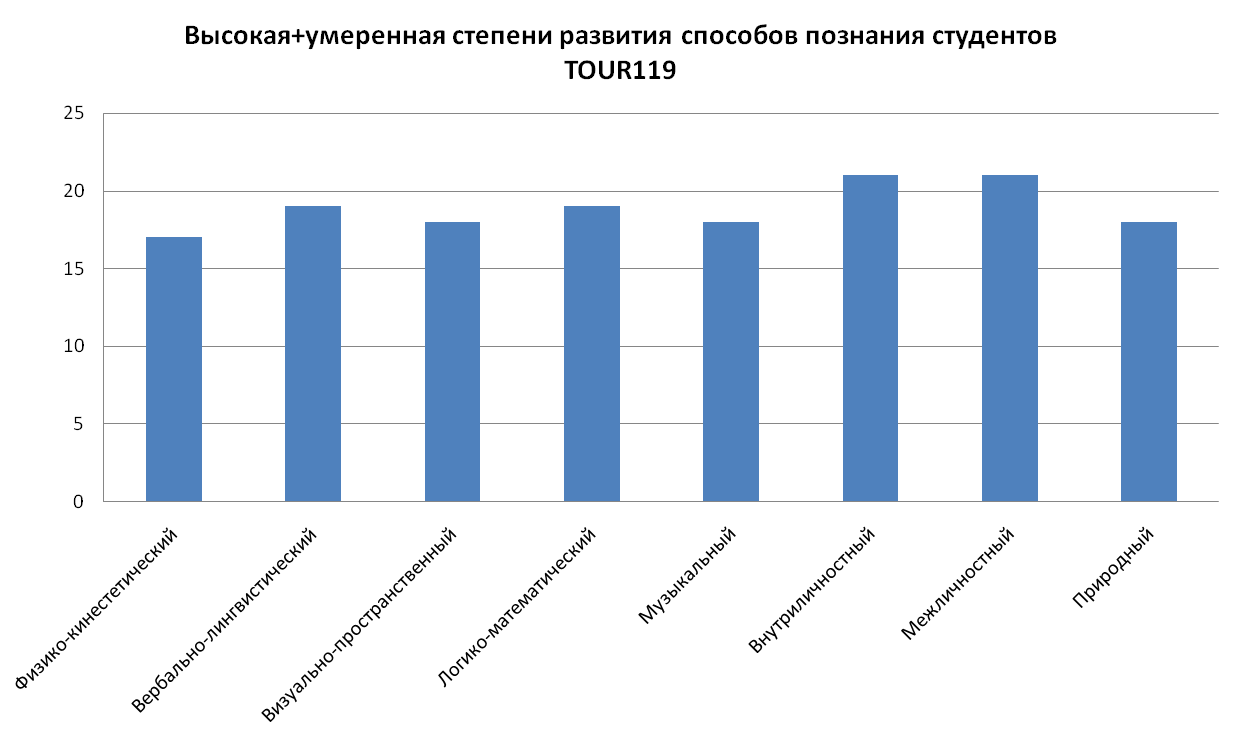 Высокая+умеренная степени развития способов познания студентов
TOUR119
25
20
15
10
5
0
Физико-кинестетический
Вербально-лингвистический
Визуально-пространственный
Логико-математический
Музыкальный
Внутриличностный
Межличностный
Природный